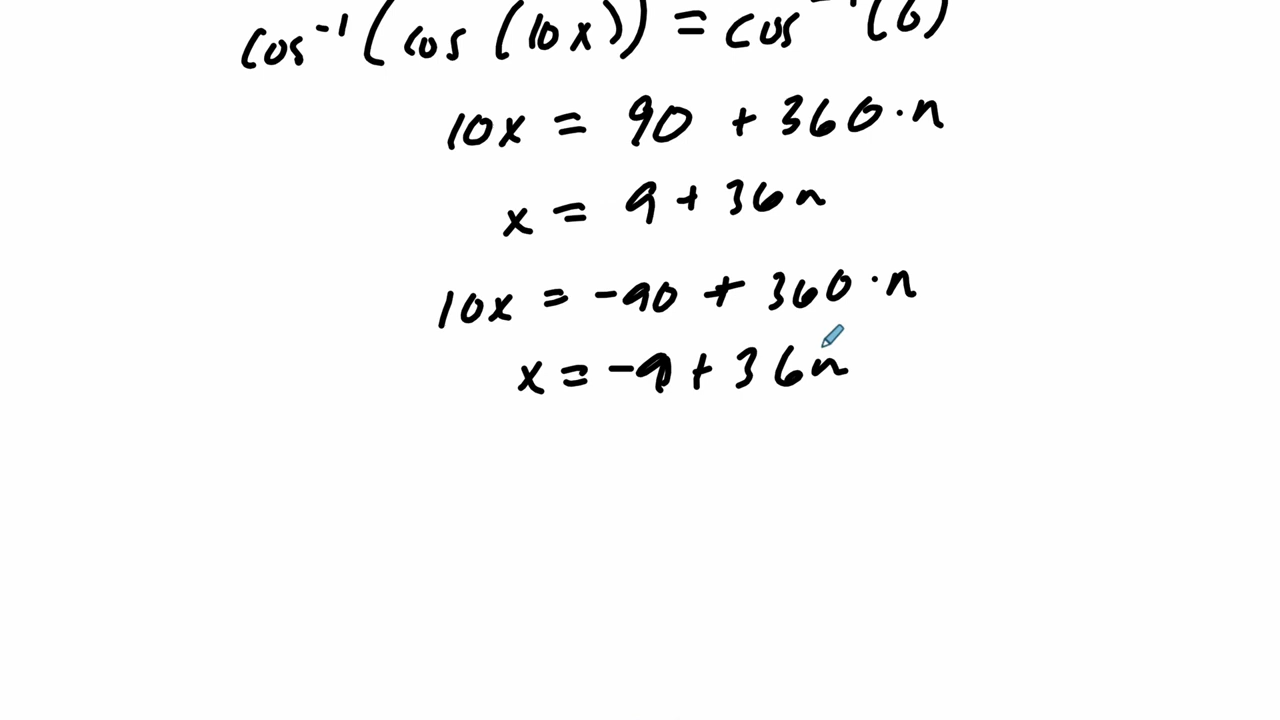 cos⁻¹(cos(10x)) = cos⁻¹(0)
10x = 90 + 360·n
x = 9 + 36n
10x = -90 + 360·n
x = -9 + 36n